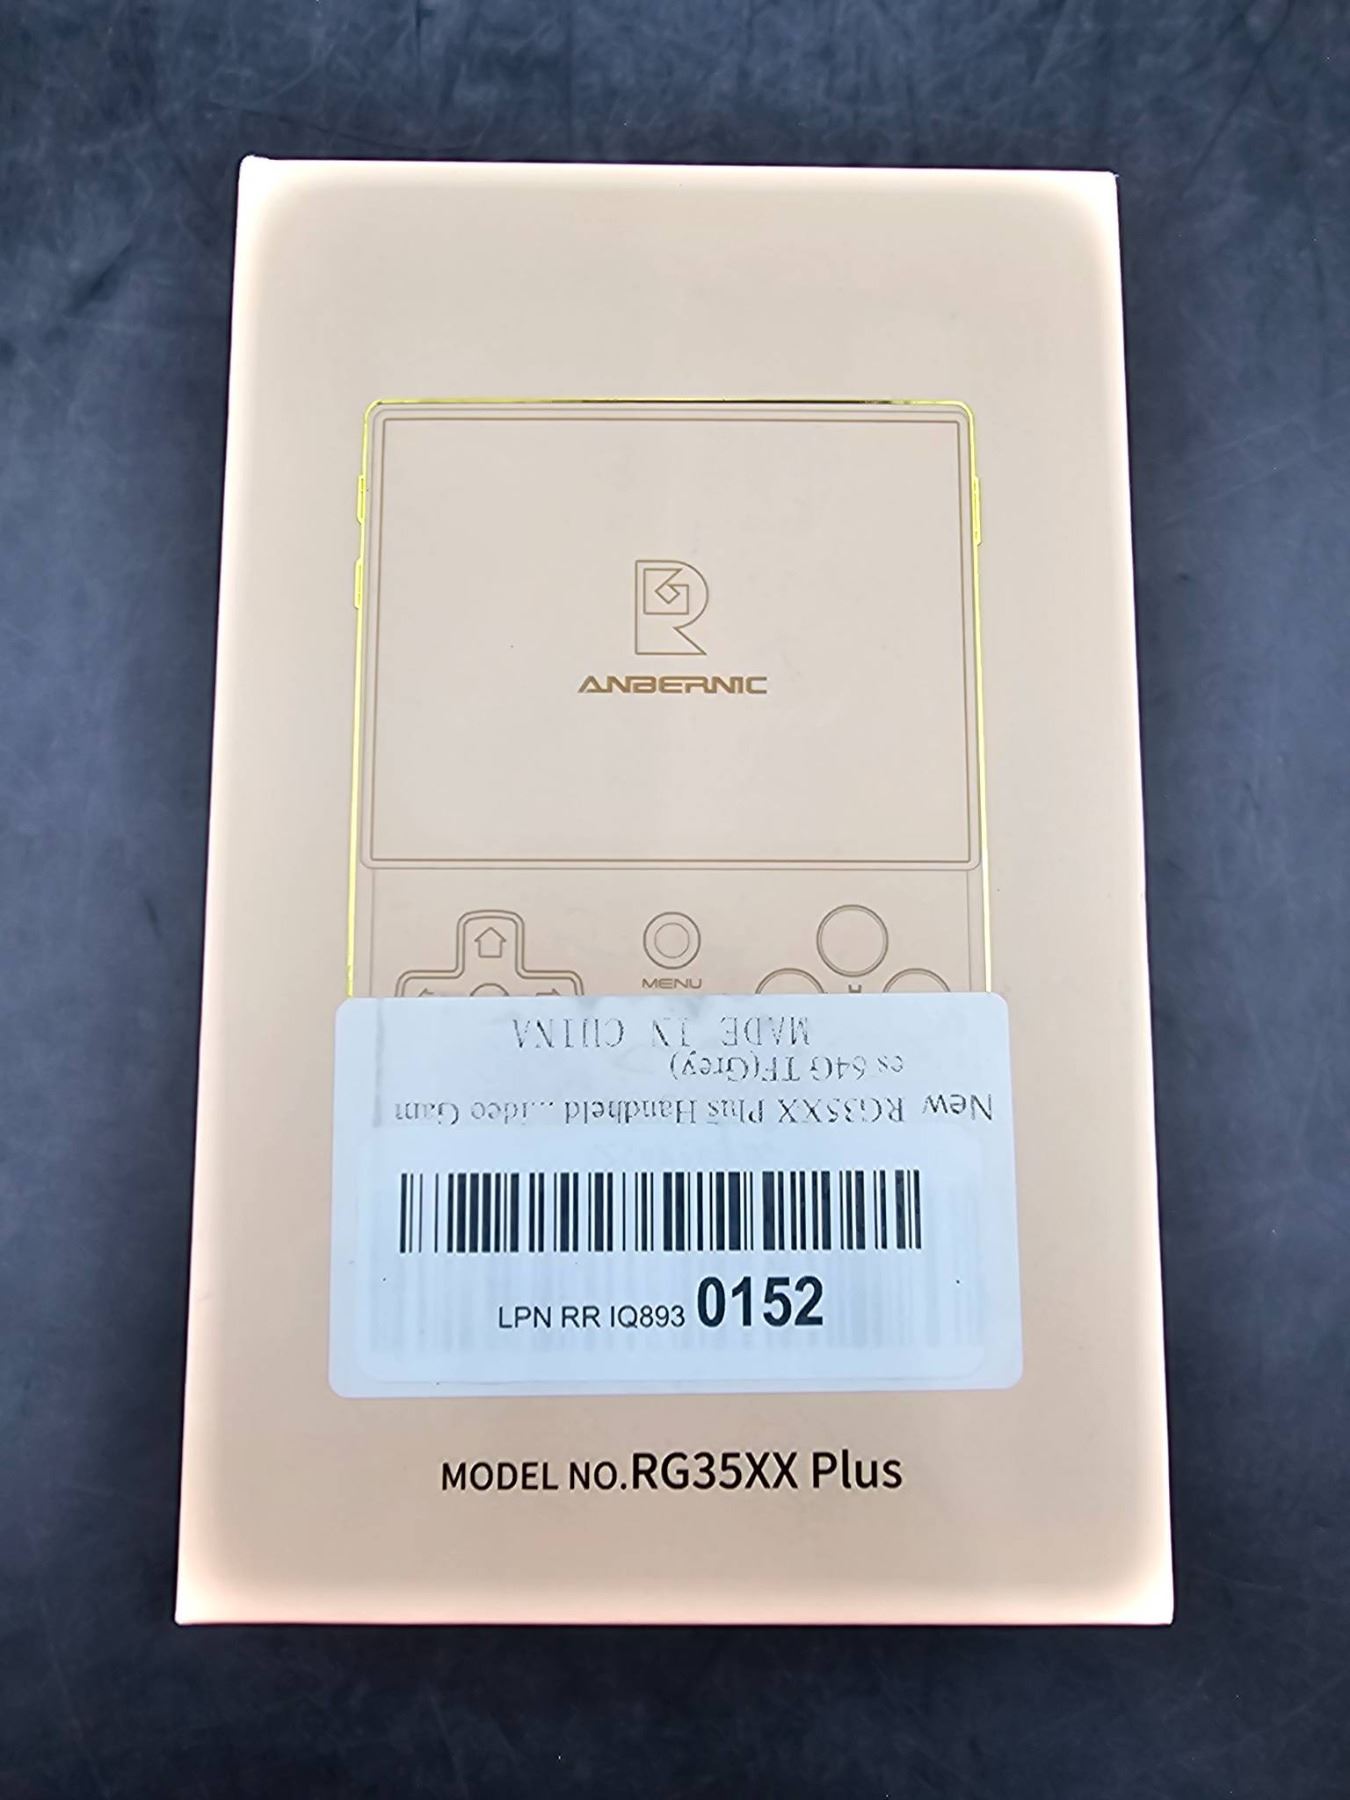 ANBERNIC
MENU
MADE IN CHINA
es 64G TF(Grey)
New RG35XX Plus Handheld ...ideo Gam
LPN RR IQ893 0152
MODEL NO.RG35XX Plus